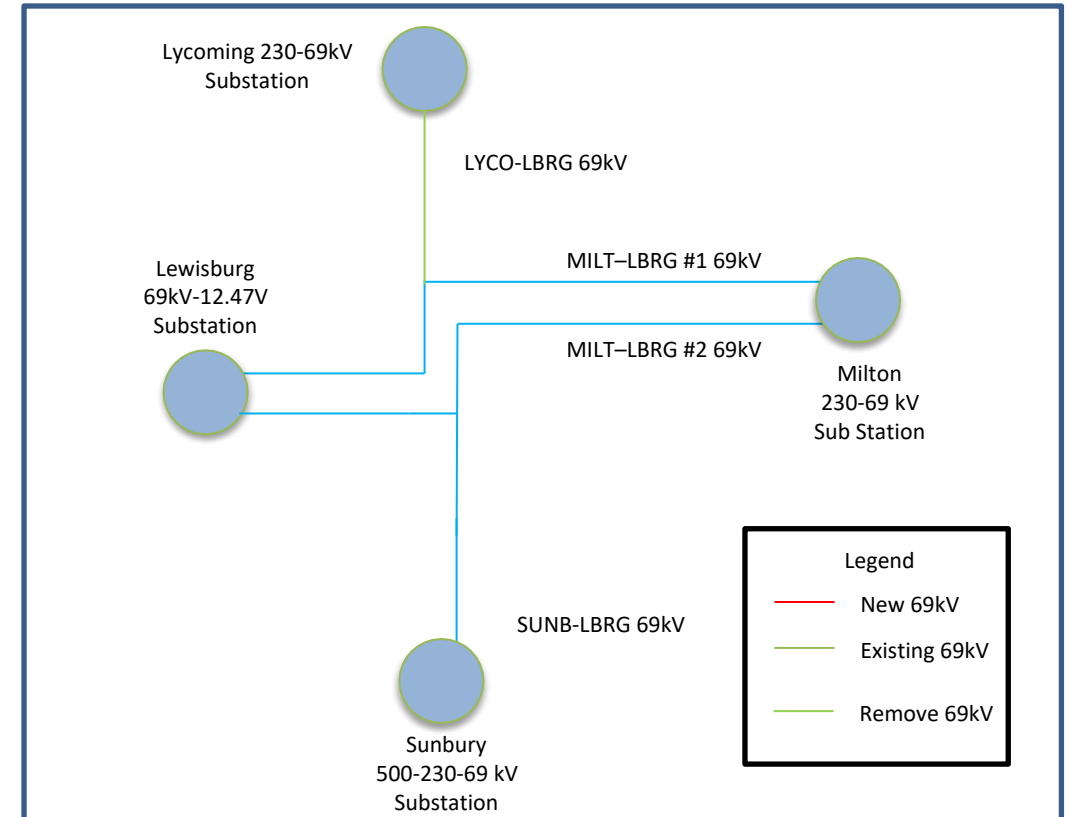 Lycoming 230-69kV
Substation
LYCO-LBRG 69kV
MILT–LBRG #1 69kV
Lewisburg
69kV-12.47V
Substation
MILT–LBRG #2 69kV
Milton
230-69 kV
Sub Station
SUNB-LBRG 69kV
Sunbury
500-230-69 kV
Substation
Legend
New 69kV
Existing 69kV
Remove 69kV